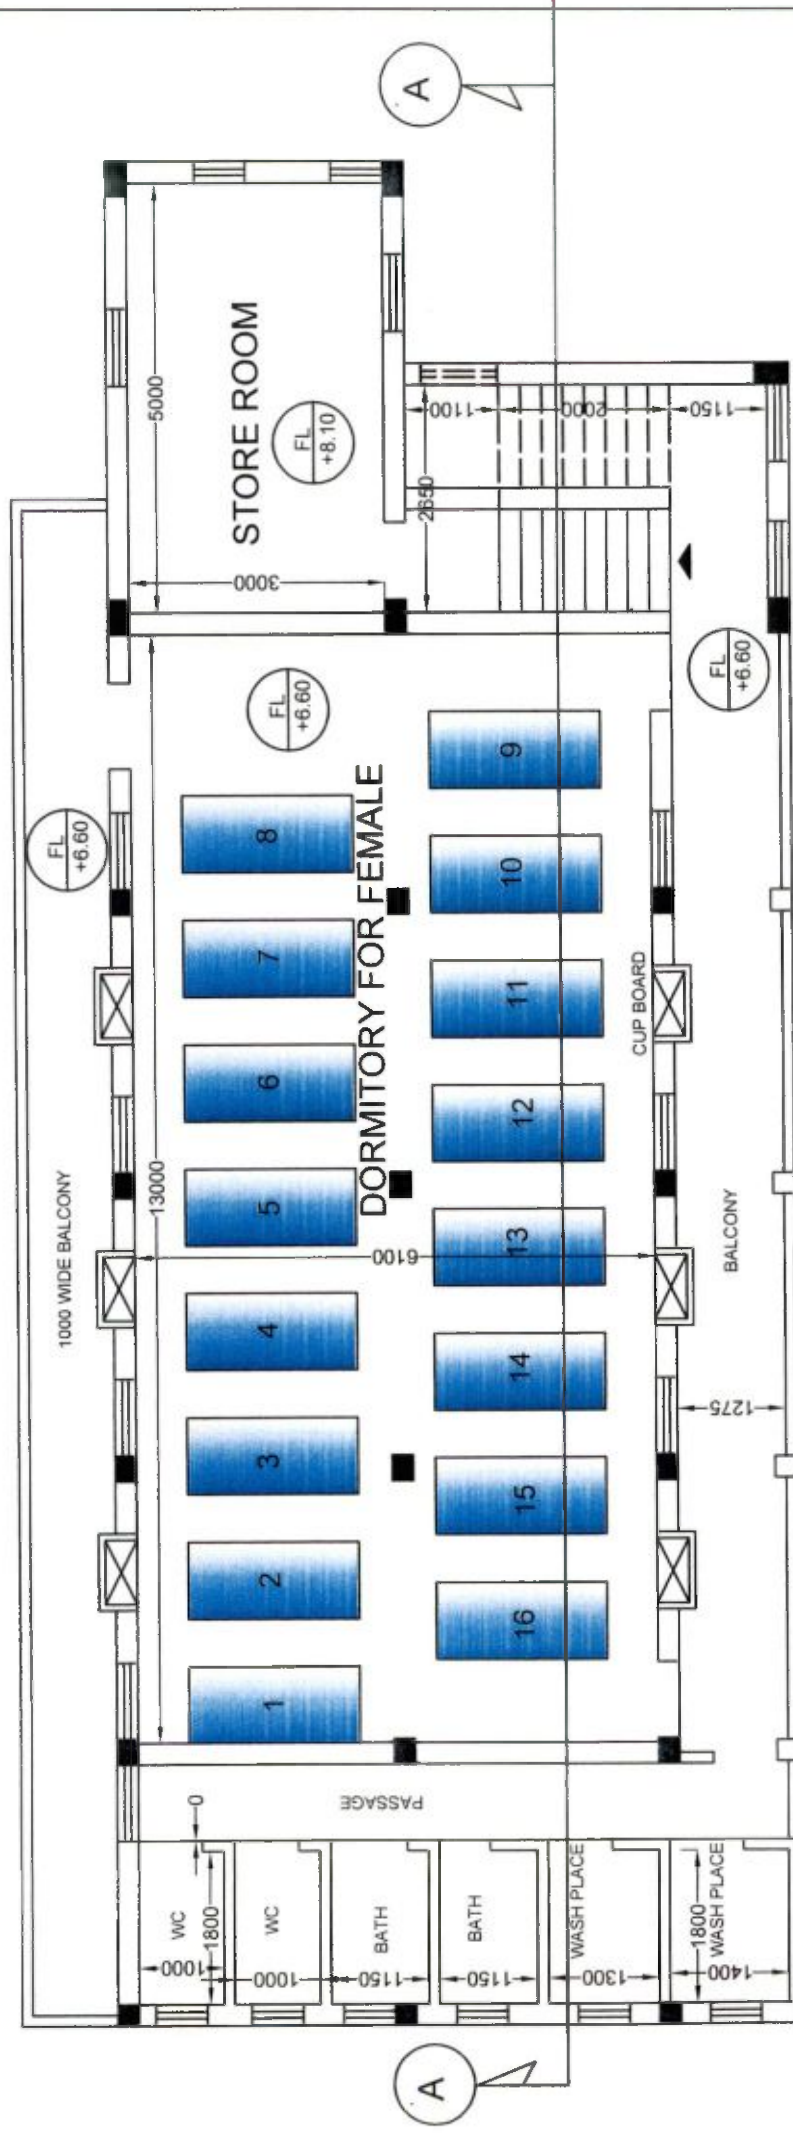 A
STORE ROOM
5000
3000
FL
+8.10
2650
1100
2000
1150
FL
+6.60
FL
+6.60
FL
+6.60
1000 WIDE BALCONY
13000
6100
DORMITORY FOR FEMALE
1
2
3
4
5
6
7
8
9
10
11
12
13
14
15
16
CUP BOARD
BALCONY
1275
PASSAGE
0
WC
1000
1800
WC
1000
BATH
1150
BATH
1150
WASH PLACE
1300
WASH PLACE
1800
1400
A